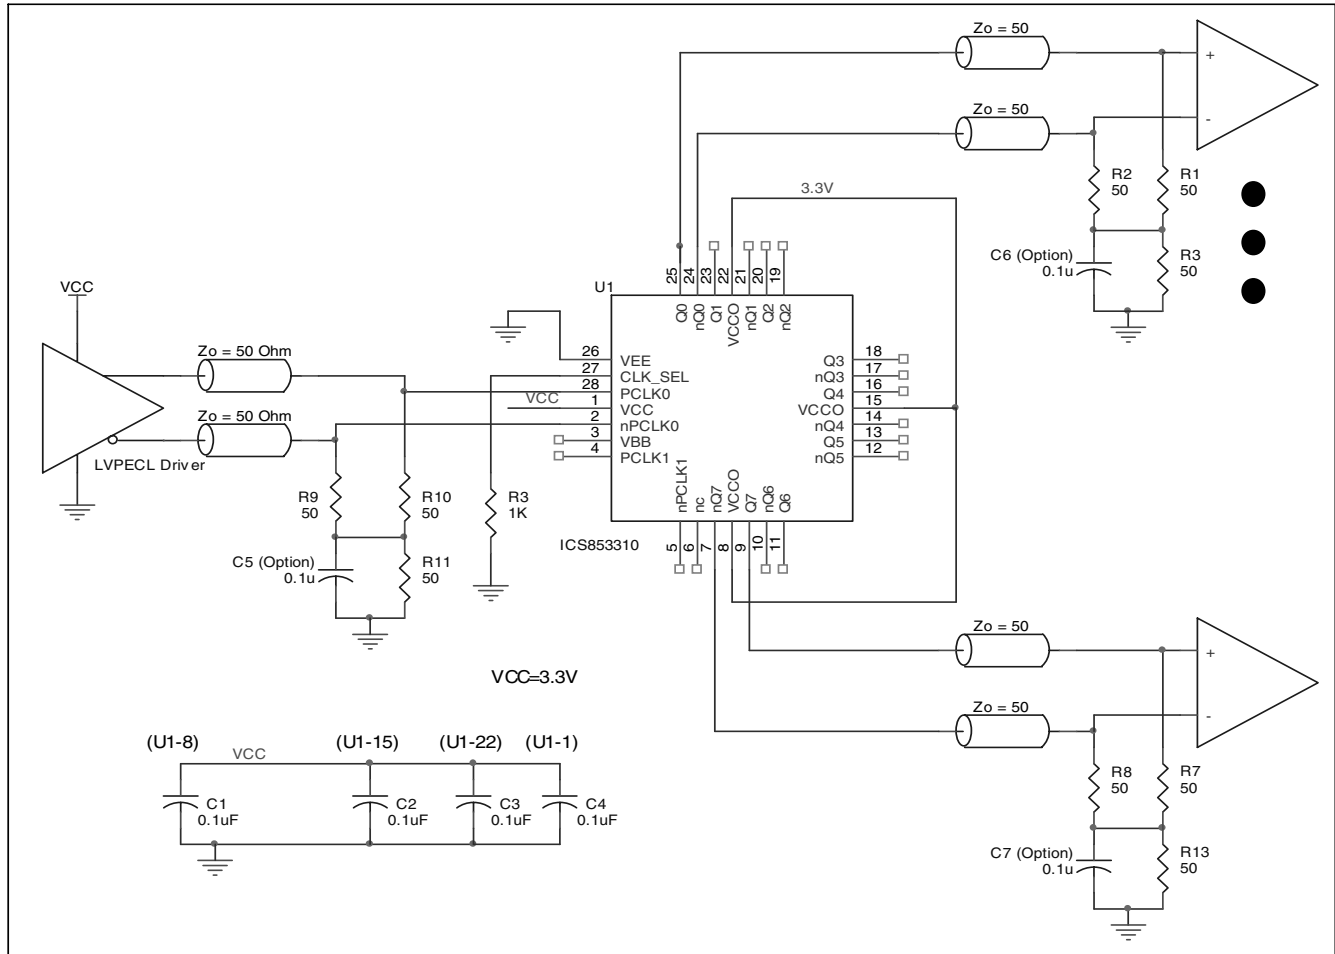 Zo = 50
+
Zo = 50
-
R2
50
R1
50
3.3V
C6 (Option)
0.1u
R3
50
VCC
U1
25
24
23
22
21
20
19
Q0
nQ0
Q1
VCCO
nQ1
Q2
nQ2
Zo = 50 Ohm
Zo = 50 Ohm
LVPECL Driver
26
VEE
27
CLK_SEL
28
PCLK0
VCC
1
VCC
2
nPCLK0
3
VBB
4
PCLK1
Q3
18
nQ3
17
Q4
16
VCCO
15
nQ4
14
Q5
13
nQ5
12
nPCLK1
nc
nQ7
VCCO
Q7
nQ6
Q6
5
6
7
8
9
10
11
R9
50
R10
50
R3
1K
ICS853310
C5 (Option)
0.1u
R11
50
VCC=3.3V
Zo = 50
+
Zo = 50
-
R8
50
R7
50
C7 (Option)
0.1u
R13
50
(U1-8)
(U1-15)
(U1-22)
(U1-1)
VCC
C1
0.1uF
C2
0.1uF
C3
0.1uF
C4
0.1uF